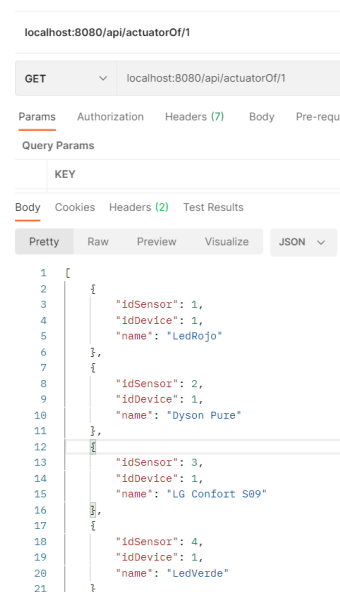 localhost:8080/api/actuatorOf/1
GET localhost:8080/api/actuatorOf/1
Params Authorization Headers (7) Body Pre-requ
Query Params
KEY
Body Cookies Headers (2) Test Results
Pretty Raw Preview Visualize JSON
1 [
2 {
3 "idSensor": 1,
4 "idDevice": 1,
5 "name": "LedRojo"
6 },
7 {
8 "idSensor": 2,
9 "idDevice": 1,
10 "name": "Dyson Pure"
11 },
12 {
13 "idSensor": 3,
14 "idDevice": 1,
15 "name": "LG Confort S09"
16 },
17 {
18 "idSensor": 4,
19 "idDevice": 1,
20 "name": "LedVerde"
21 }